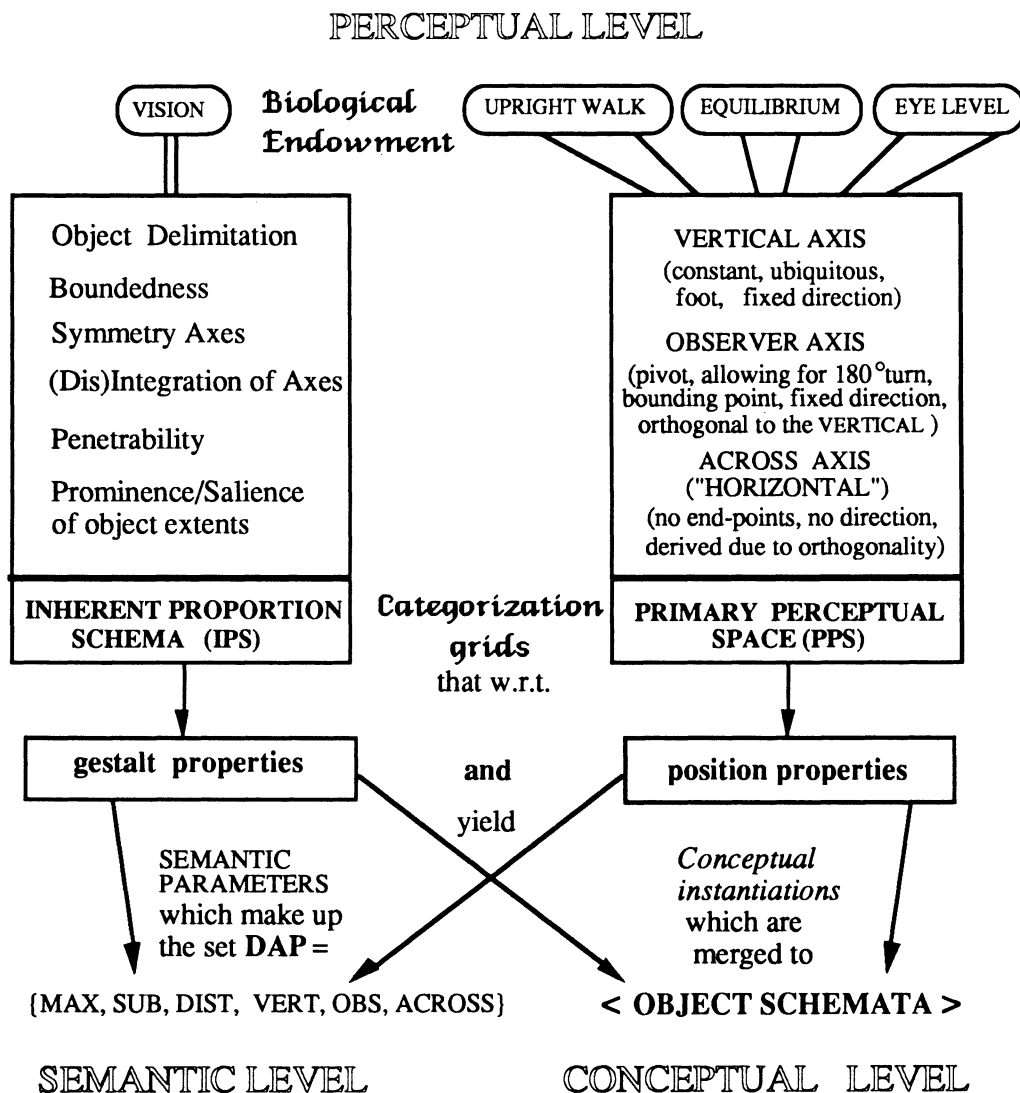 PERCEPTUAL LEVEL
VISION
Biological
Endowment
UPRIGHT WALK
EQUILIBRIUM
EYE LEVEL
Object Delimitation
Boundedness
Symmetry Axes
(Dis)Integration of Axes
Penetrability
Prominence/Salience
of object extents
INHERENT PROPORTION
SCHEMA (IPS)
VERTICAL AXIS
(constant, ubiquitous,
foot, fixed direction)
OBSERVER AXIS
(pivot, allowing for 180° turn,
bounding point, fixed direction,
orthogonal to the VERTICAL )
ACROSS AXIS
("HORIZONTAL")
(no end-points, no direction,
derived due to orthogonality)
PRIMARY PERCEPTUAL
SPACE (PPS)
Categorization
grids
that w.r.t.
gestalt properties
and
position properties
yield
SEMANTIC
PARAMETERS
which make up
the set DAP =
Conceptual
instantiations
which are
merged to
{MAX, SUB, DIST, VERT, OBS, ACROSS}
< OBJECT SCHEMATA >
SEMANTIC LEVEL
CONCEPTUAL LEVEL